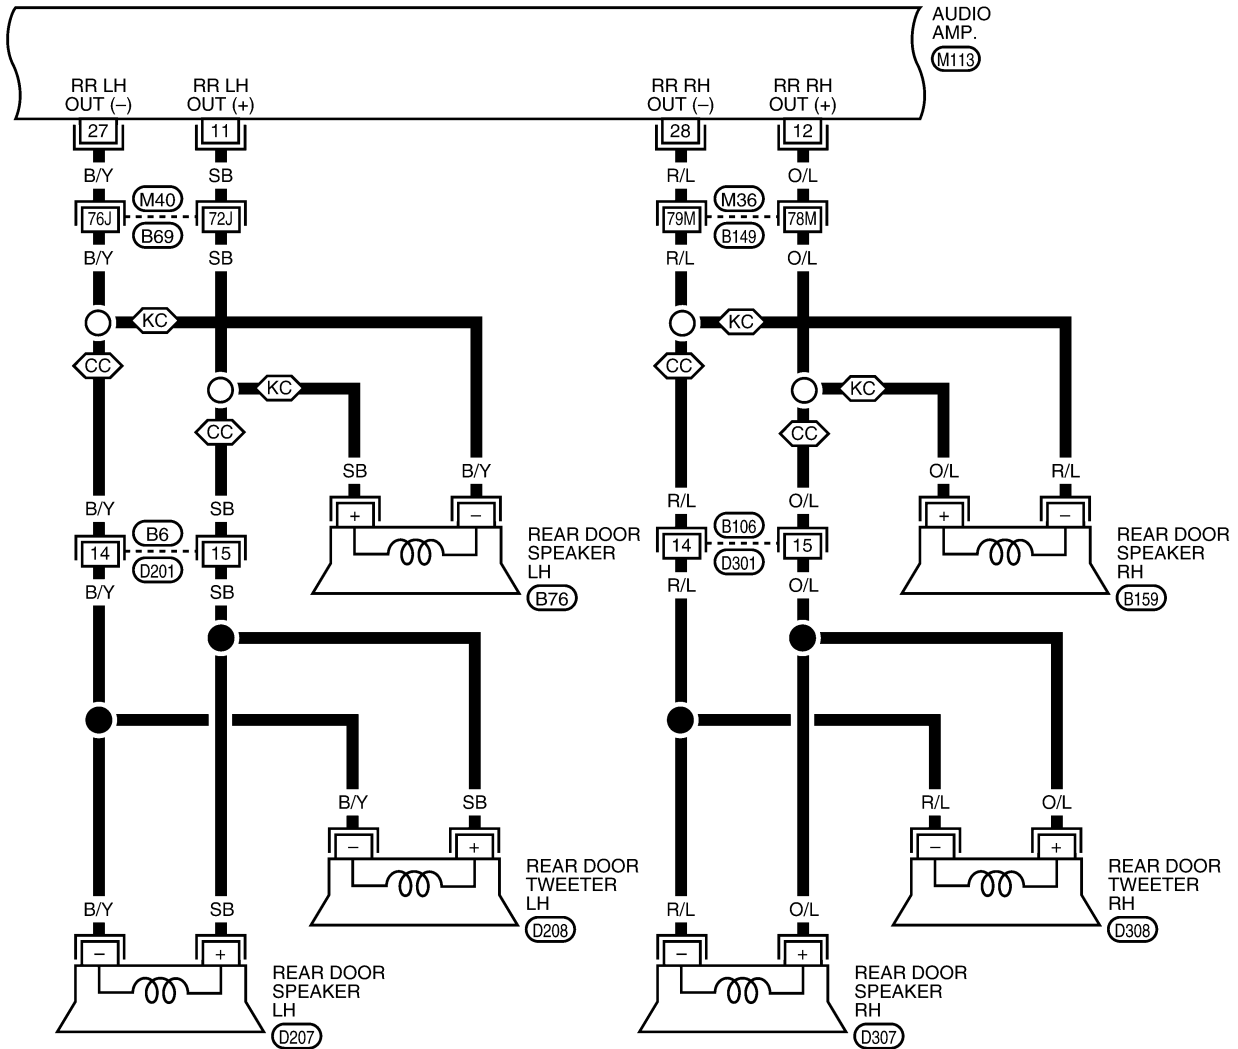 AUDIO
AMP.
M113
RR LH
OUT (–)
RR LH
OUT (+)
RR RH
OUT (–)
RR RH
OUT (+)
27
11
28
12
B/Y
SB
R/L
O/L
76J
M40
B69
72J
79M
M36
B149
78M
B/Y
SB
R/L
O/L
KC
KC
CC
CC
KC
KC
CC
CC
SB
B/Y
O/L
R/L
B/Y
SB
R/L
O/L
+
–
+
–
14
B6
D201
15
14
B106
D301
15
REAR DOOR
SPEAKER
LH
B76
REAR DOOR
SPEAKER
RH
B159
B/Y
SB
R/L
O/L
B/Y
SB
R/L
O/L
–
+
–
+
REAR DOOR
TWEETER
LH
D208
REAR DOOR
TWEETER
RH
D308
B/Y
SB
R/L
O/L
–
+
–
+
REAR DOOR
SPEAKER
LH
D207
REAR DOOR
SPEAKER
RH
D307